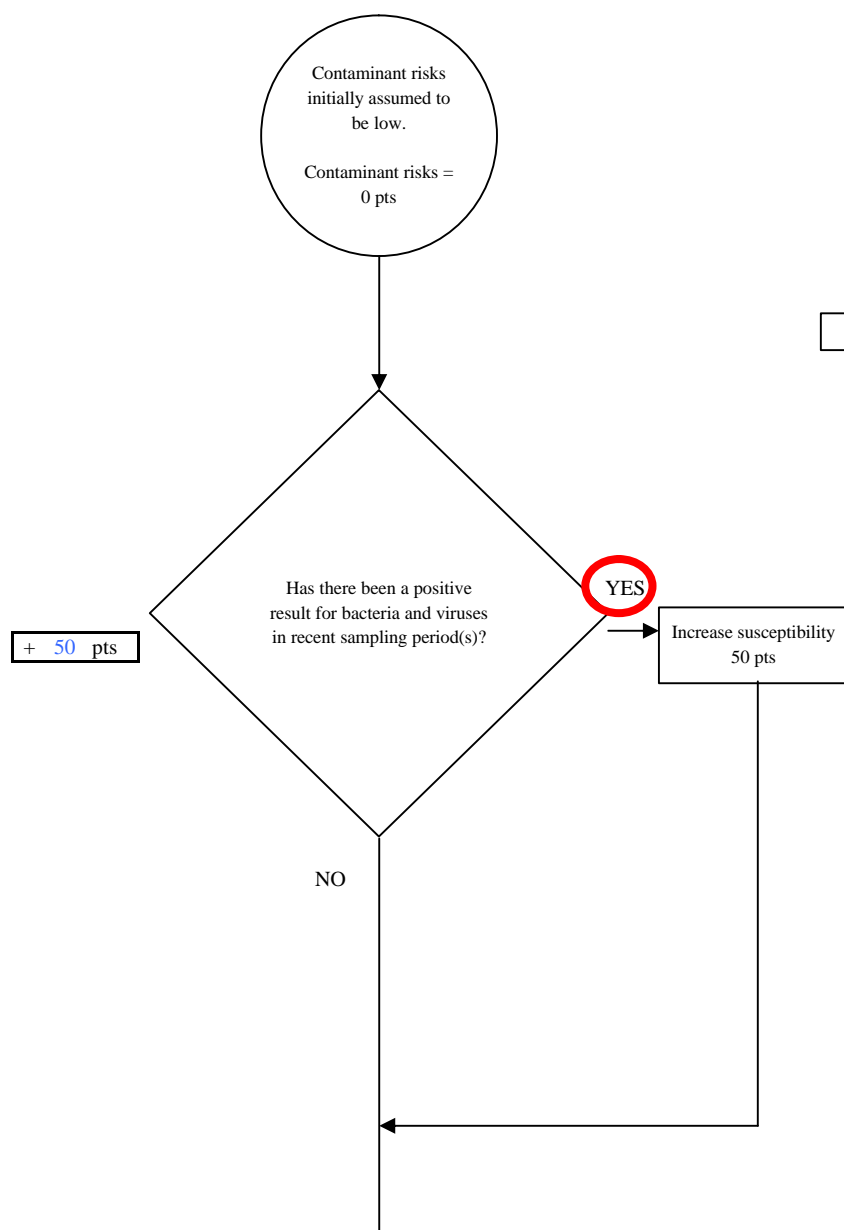 Contaminant risks
initially assumed to
be low.
Contaminant risks =
0 pts
Has there been a positive
result for bacteria and viruses
in recent sampling period(s)?
YES
Increase susceptibility
50 pts
+ 50 pts
NO